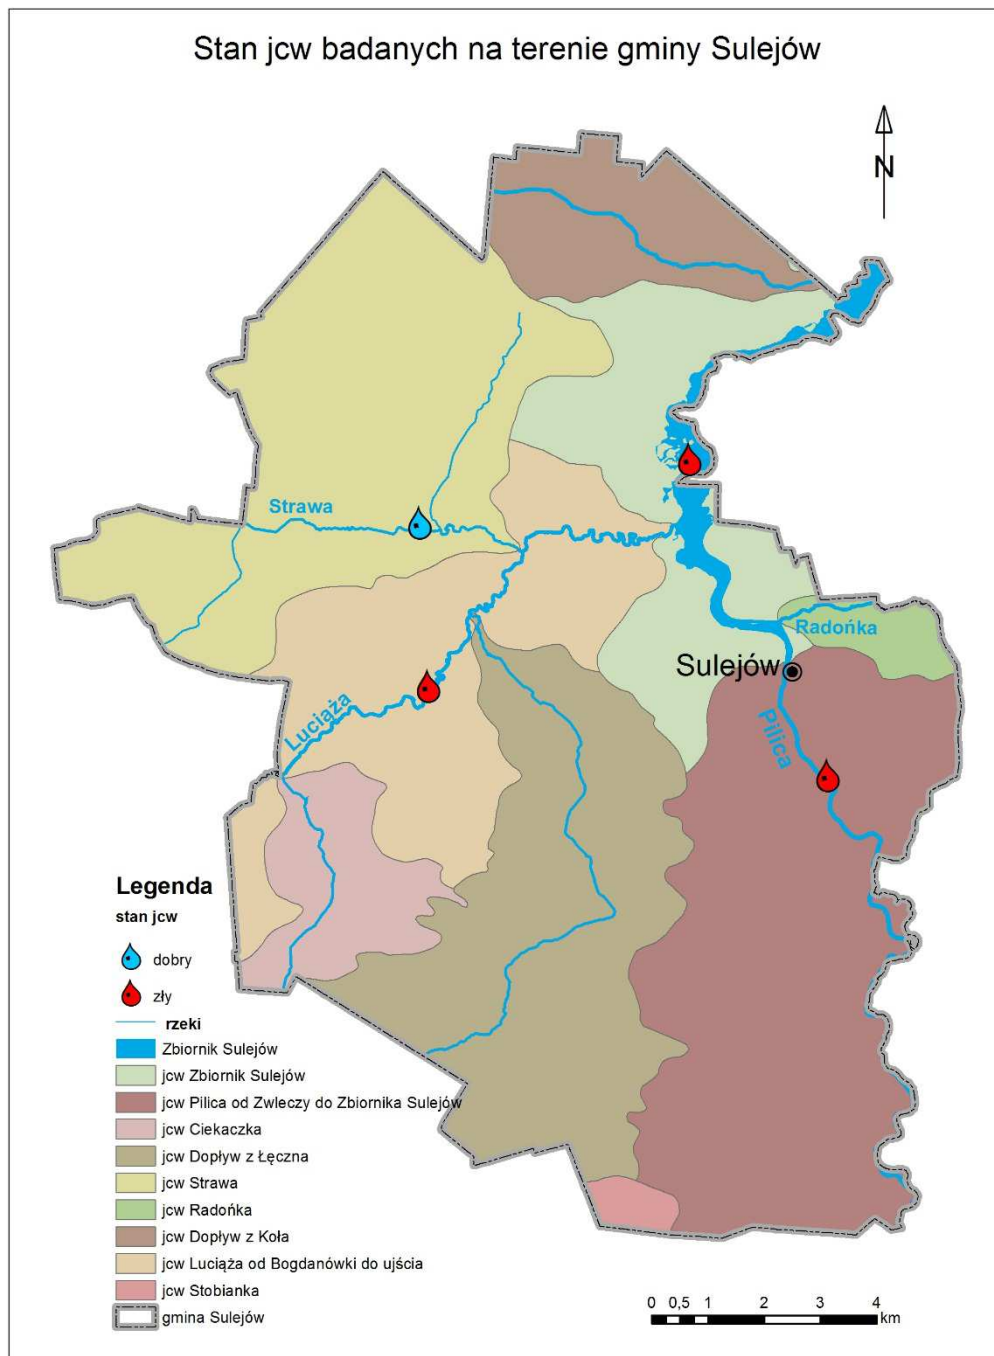 Stan jcw badanych na terenie gminy Sulejów
N
Strawa
Radońka
Sulejów
Luciąża
Pilica
Legenda
stan jcw
dobry
zły
rzeki
Zbiornik Sulejów
jcw Zbiornik Sulejów
jcw Pilica od Zwleczy do Zbiornika Sulejów
jcw Ciekaczka
jcw Dopływ z Łęczna
jcw Strawa
jcw Radońka
jcw Dopływ z Koła
jcw Luciąża od Bogdanówki do ujścia
jcw Stobianka
gmina Sulejów
0 0,5 1 2 3 4
km